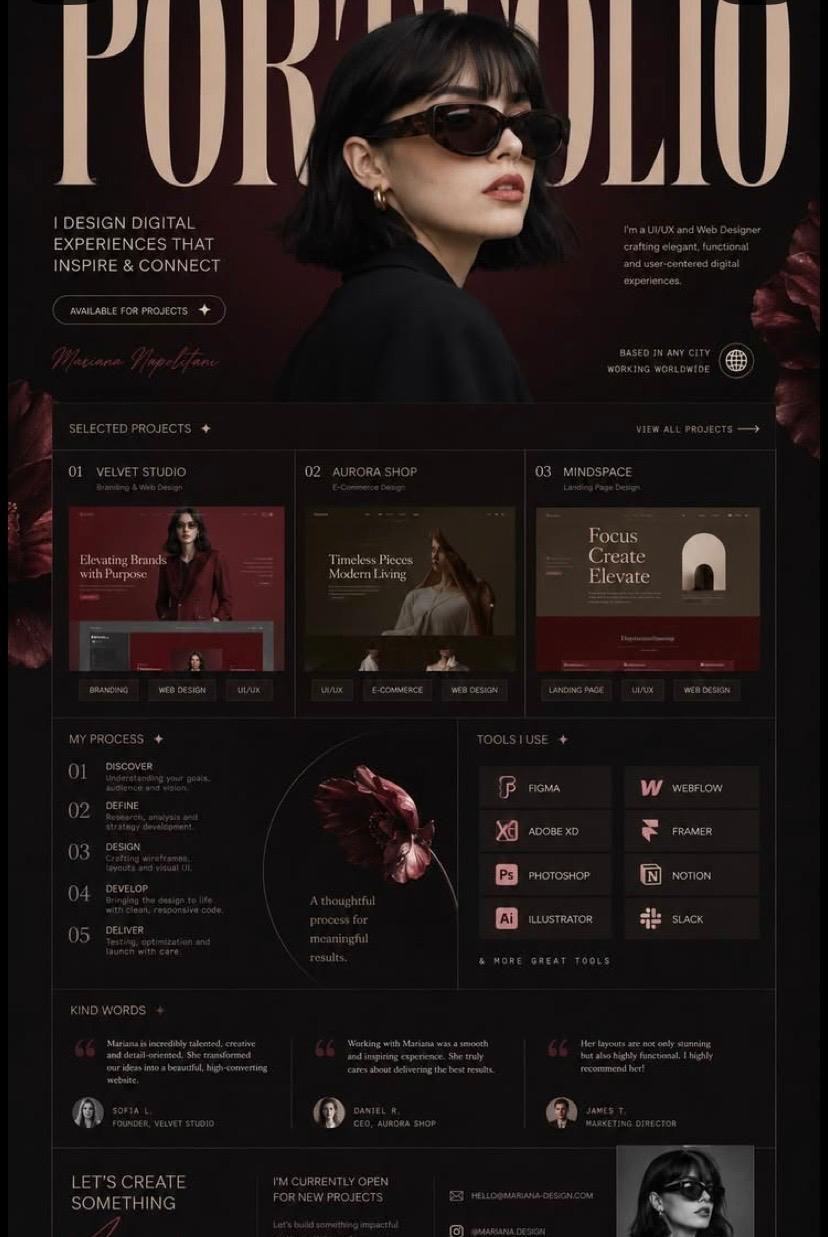 PORTFOLIO
I DESIGN DIGITAL
EXPERIENCES THAT
INSPIRE & CONNECT
AVAILABLE FOR PROJECTS
Mariana Napolitani
I'm a UI/UX and Web Designer
crafting elegant, functional
and user-centered digital
experiences.
BASED IN ANY CITY
WORKING WORLDWIDE
SELECTED PROJECTS
VIEW ALL PROJECTS
01 VELVET STUDIO
Branding & Web Design
Elevating Brands
with Purpose
BRANDING
WEB DESIGN
UI/UX
02 AURORA SHOP
E-Commerce Design
Timeless Pieces
Modern Living
UI/UX
E-COMMERCE
WEB DESIGN
03 MINDSPACE
Landing Page Design
Focus
Create
Elevate
LANDING PAGE
UI/UX
WEB DESIGN
MY PROCESS
01 DISCOVER
Understanding your goals,
audience and vision.
02 DEFINE
Research, analysis and
strategy development.
03 DESIGN
Crafting wireframes,
layouts and visual UI.
04 DEVELOP
Bringing the design to life
with clean, responsive code.
05 DELIVER
Testing, optimization and
launch with care.
A thoughtful
process for
meaningful
results.
TOOLS I USE
FIGMA
WEBFLOW
Xd ADOBE XD
FRAMER
Ps PHOTOSHOP
N NOTION
Ai ILLUSTRATOR
SLACK
& MORE GREAT TOOLS
KIND WORDS
“ Mariana is incredibly talented, creative
and detail-oriented. She transformed
our ideas into a beautful, high-converting
website.
SOFIA L.
FOUNDER, VELVET STUDIO
“ Working with Mariana was a smooth
and inspiring experience. She truly
cares about delivering the best results.
DANIEL R.
CEO, AURORA SHOP
“ Her layouts are not only stunning
but also highly functional. I highly
recommend her!
JAMES T.
MARKETING DIRECTOR
LET'S CREATE
SOMETHING
I'M CURRENTLY OPEN
FOR NEW PROJECTS
Let's build something impactful
HELLO@MARIANA-DESIGN.COM
@MARIANA.DESIGN